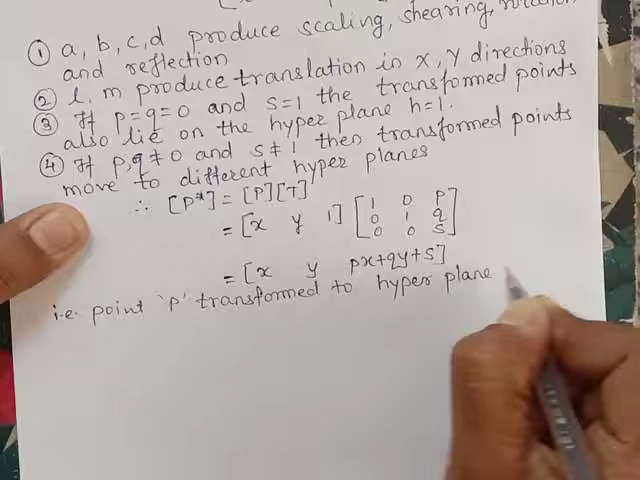 ① a, b, c, d produce scaling, shearing,
and reflection
② l, m produce translation in x, y directions
③ If p=q=0 and s=1 the transformed points
also lie on the hyper plane h=1.
④ If p,q≠0 and s≠1 then transformed points
move to different hyper planes
∴ [P*] = [P][T]
= [x y 1] [1 0 p
0 1 q
0 0 s]
= [x y px+qy+s]
i.e. point 'p' transformed to hyper plane